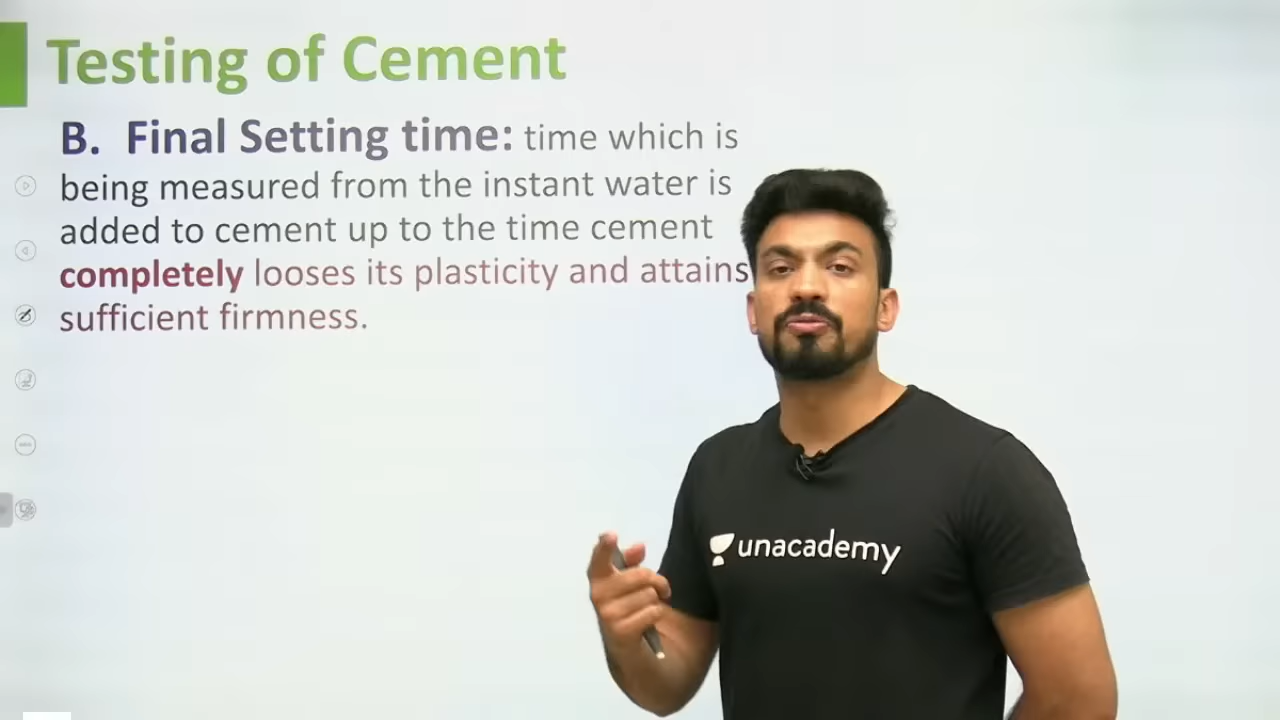 Testing of Cement
B. Final Setting time: time which is
being measured from the instant water is
added to cement up to the time cement
completely looses its plasticity and attains
sufficient firmness.
unacademy